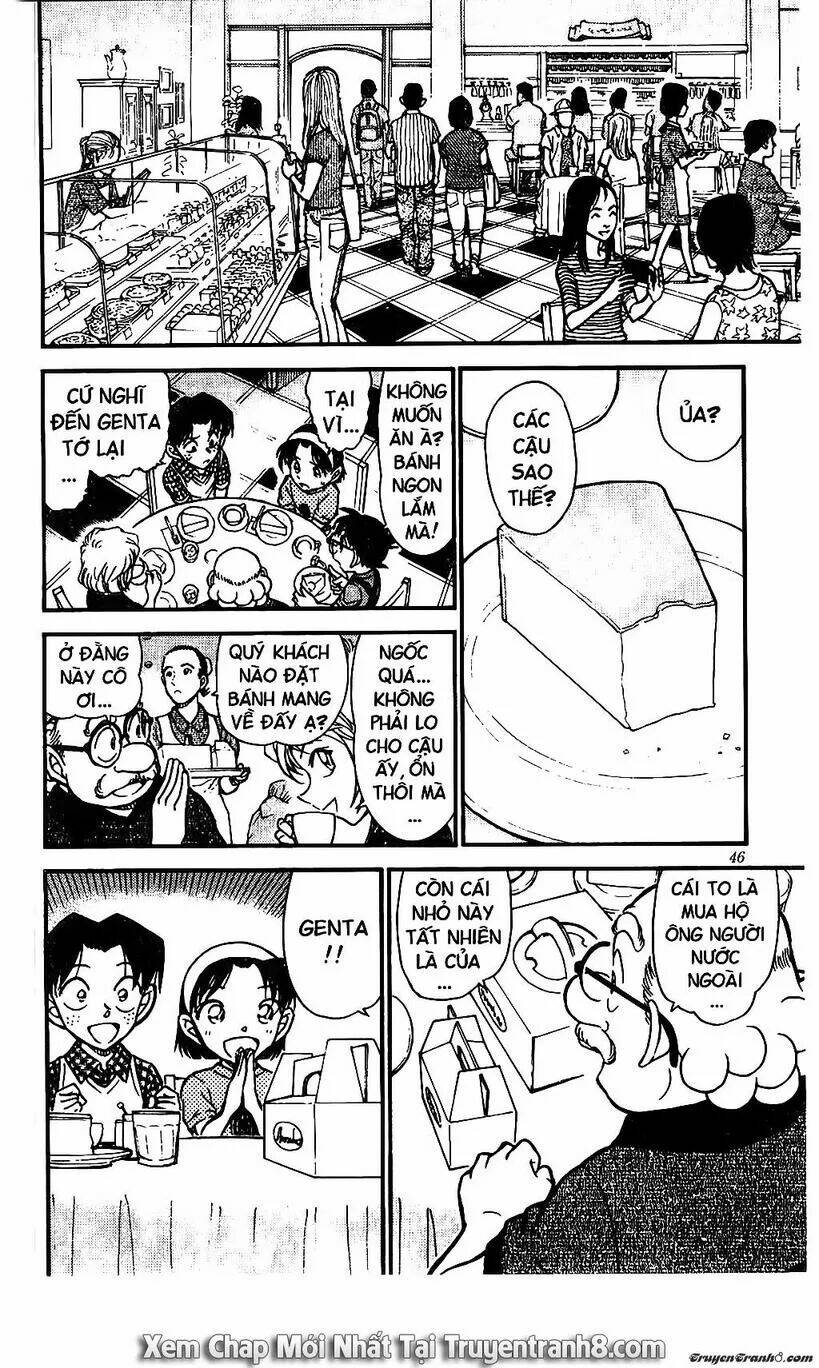 ỦA?
CÁC
CẬU
SAO
THẾ?
KHÔNG
MUỐN
ĂN À?
BÁNH
NGON
LẮM
MÀ!
TẠI
VÌ...
CỨ NGHĨ
ĐẾN GENTA
TỚ LẠI
...
NGỐC
QUÁ...
KHÔNG
PHẢI LO
CHO CẬU
ẤY, ỔN
THÔI MÀ
...
QUÝ KHÁCH
NÀO ĐẶT
BÁNH MANG
VỀ ĐẤY Ạ?
Ở ĐẰNG
NÀY CÔ
ƠI...
46
CÁI TO LÀ
MUA HỘ
ÔNG NGƯỜI
NƯỚC
NGOÀI
...
CÒN CÁI
NHỎ NÀY
TẤT NHIÊN
LÀ CỦA
...
GENTA
!!
Xem Chap Mới Nhất Tại Truyentranh8.com
TruyenTranh8.com